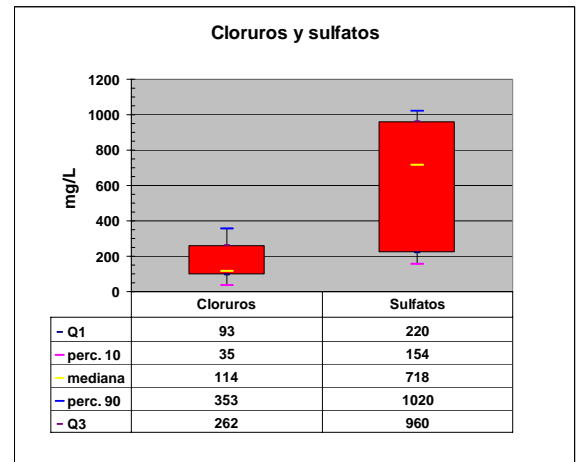 Cloruros y sulfatos
1200
1000
800
600
400
200
0
mg/L
Cloruros Sulfatos
Q1 93 220
perc. 10 35 154
mediana 114 718
perc. 90 353 1020
Q3 262 960